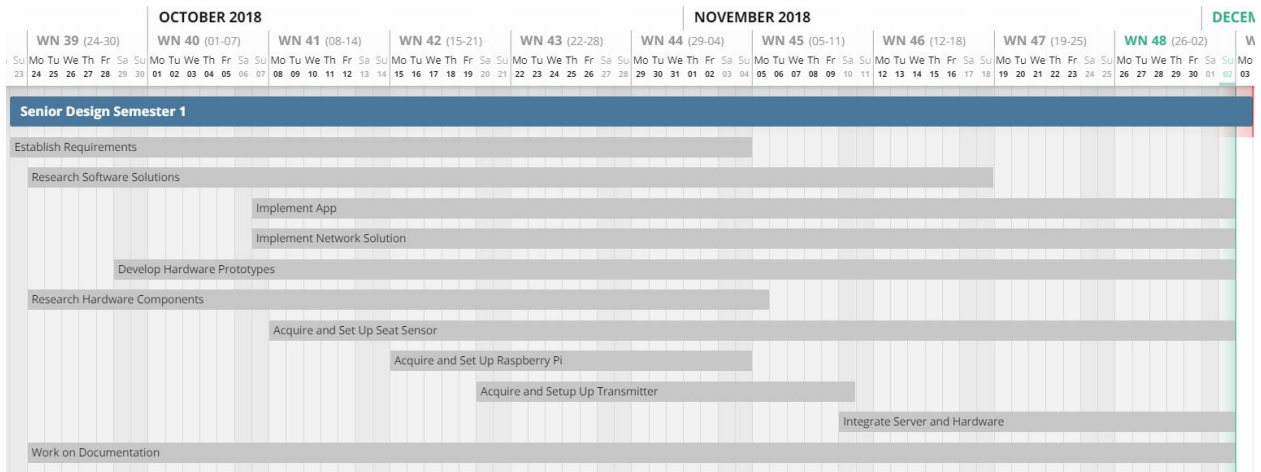 OCTOBER 2018 NOVEMBER 2018 DECEM
WN 39 (24-30) WN 40 (01-07) WN 41 (08-14) WN 42 (15-21) WN 43 (22-28) WN 44 (29-04) WN 45 (05-11) WN 46 (12-18) WN 47 (19-25) WN 48 (26-02) W
Su Mo Tu We Th Fr Sa Su Mo Tu We Th Fr Sa Su Mo Tu We Th Fr Sa Su Mo Tu We Th Fr Sa Su Mo Tu We Th Fr Sa Su Mo Tu We Th Fr Sa Su Mo Tu We Th Fr Sa Su Mo Tu We Th Fr Sa Su Mo Tu We Th Fr Sa Su Mo Tu We Th Fr Sa Su Mo
23 24 25 26 27 28 29 30 01 02 03 04 05 06 07 08 09 10 11 12 13 14 15 16 17 18 19 20 21 22 23 24 25 26 27 28 29 30 31 01 02 03 04 05 06 07 08 09 10 11 12 13 14 15 16 17 18 19 20 21 22 23 24 25 26 27 28 29 30 01 02 03
Senior Design Semester 1
Establish Requirements
Research Software Solutions
Implement App
Implement Network Solution
Develop Hardware Prototypes
Research Hardware Components
Acquire and Set Up Seat Sensor
Acquire and Set Up Raspberry Pi
Acquire and Setup Up Transmitter
Integrate Server and Hardware
Work on Documentation